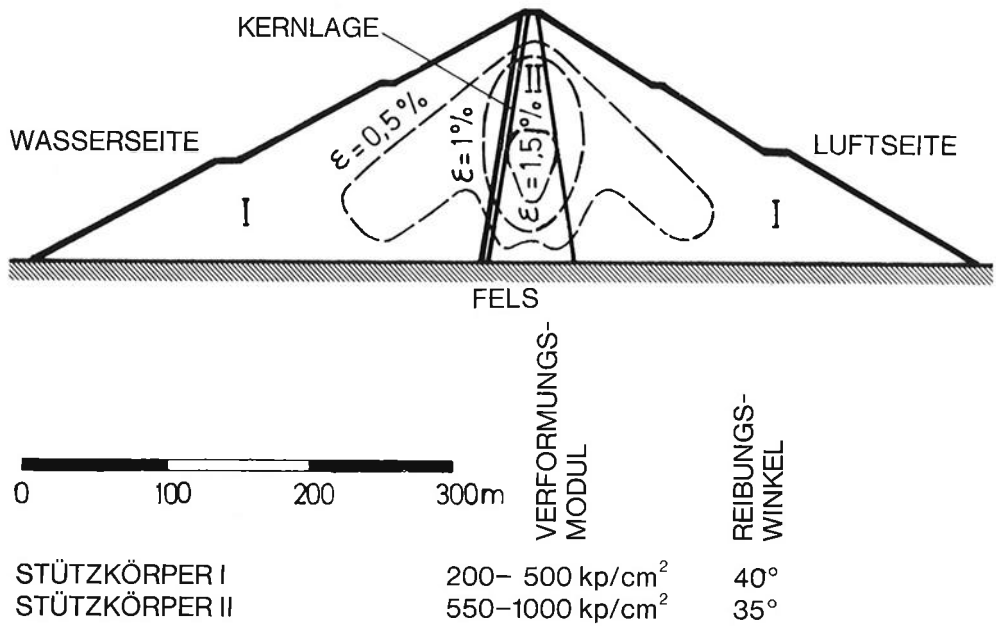 KERNLAGE
II
ε = 0,5%
ε = 1%
ε = 1,5%
WASSERSEITE
LUFTSEITE
I
I
FELS
VERFORMUNGS-
MODUL
REIBUNGS-
WINKEL
0 100 200 300m
STÜTZKÖRPER I 200– 500 kp/cm² 40°
STÜTZKÖRPER II 550–1000 kp/cm² 35°